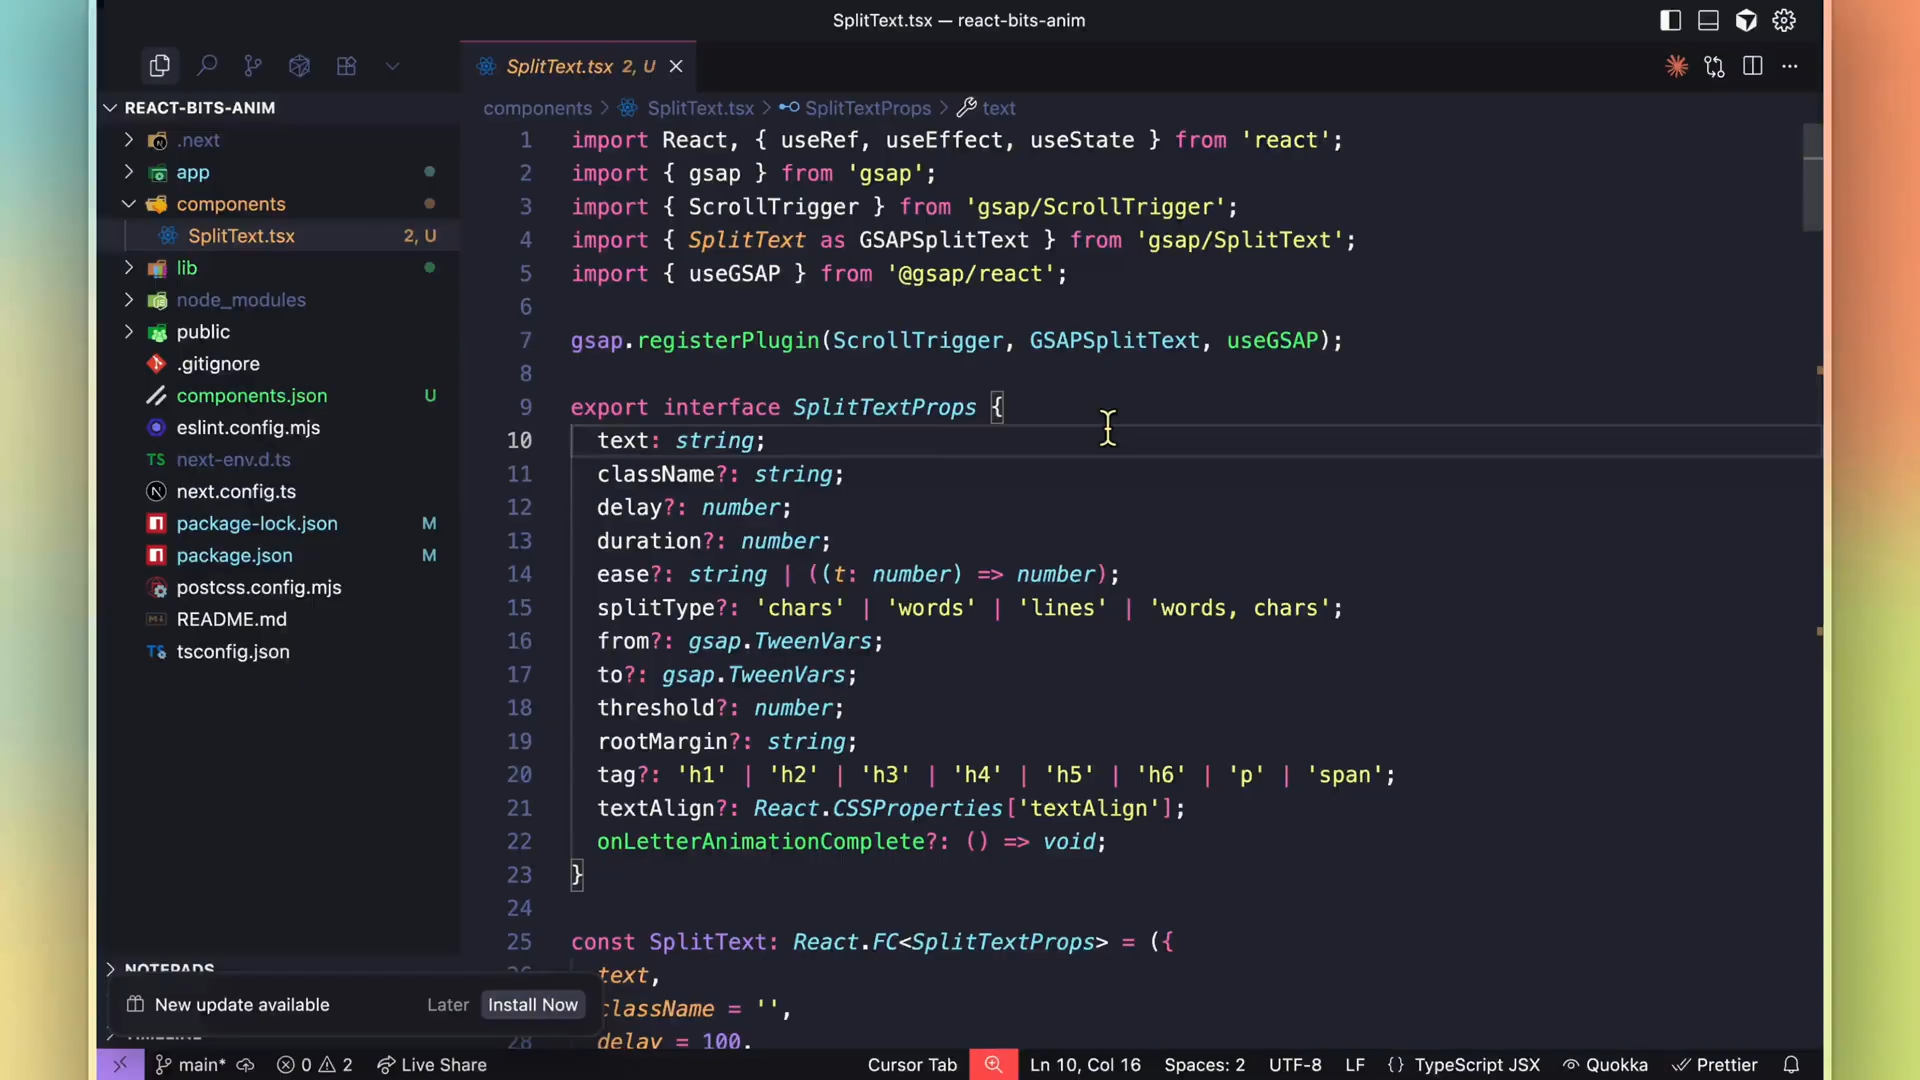 SplitText.tsx — react-bits-anim
SplitText.tsx 2, U
REACT-BITS-ANIM
.next
app
components
SplitText.tsx 2, U
lib
node_modules
public
.gitignore
components.json U
eslint.config.mjs
TS next-env.d.ts
next.config.ts
package-lock.json M
package.json M
postcss.config.mjs
README.md
TS tsconfig.json
NOTEPADS
New update available Later Install Now
components > SplitText.tsx > SplitTextProps > text
1 import React, { useRef, useEffect, useState } from 'react';
2 import { gsap } from 'gsap';
3 import { ScrollTrigger } from 'gsap/ScrollTrigger';
4 import { SplitText as GSAPSplitText } from 'gsap/SplitText';
5 import { useGSAP } from '@gsap/react';
6
7 gsap.registerPlugin(ScrollTrigger, GSAPSplitText, useGSAP);
8
9 export interface SplitTextProps {
10 text: string;
11 className?: string;
12 delay?: number;
13 duration?: number;
14 ease?: string | ((t: number) => number);
15 splitType?: 'chars' | 'words' | 'lines' | 'words, chars';
16 from?: gsap.TweenVars;
17 to?: gsap.TweenVars;
18 threshold?: number;
19 rootMargin?: string;
20 tag?: 'h1' | 'h2' | 'h3' | 'h4' | 'h5' | 'h6' | 'p' | 'span';
21 textAlign?: React.CSSProperties['textAlign'];
22 onLetterAnimationComplete?: () => void;
23 }
24
25 const SplitText: React.FC<SplitTextProps> = ({
text,
className = '',
28 delay = 100,
main* 0 2 Live Share Cursor Tab Ln 10, Col 16 Spaces: 2 UTF-8 LF {} TypeScript JSX Quokka Prettier